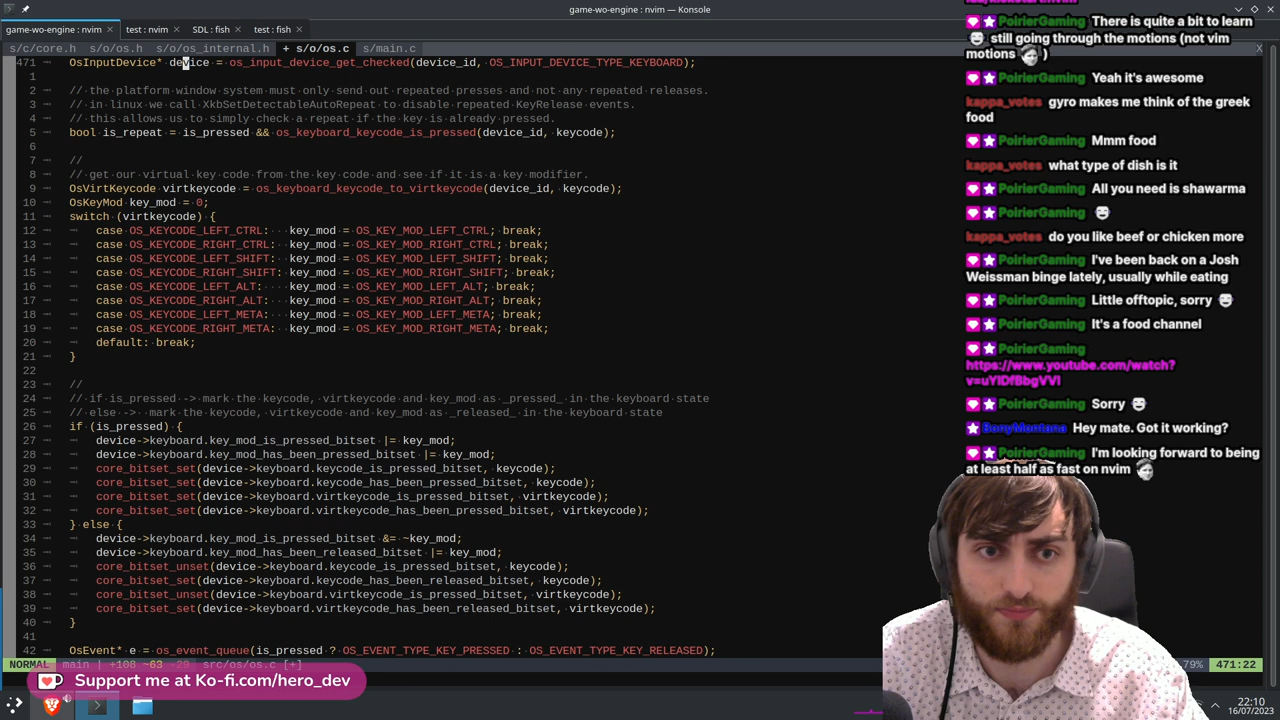 game-wo-engine : nvim — Konsole
game-wo-engine : nvim
test : nvim
SDL : fish
test : fish
s/c/core.h
s/o/os.h
s/o/os_internal.h
+ s/o/os.c
s/main.c
X
471 OsInputDevice* device = os_input_device_get_checked(device_id, OS_INPUT_DEVICE_TYPE_KEYBOARD);
1
2 // the platform window system must only send out repeated presses and not any repeated releases.
3 // in linux we call XkbSetDetectableAutoRepeat to disable repeated KeyRelease events.
4 // this allows us to simply check a repeat if the key is already pressed.
5 bool is_repeat = is_pressed && os_keyboard_keycode_is_pressed(device_id, keycode);
6
7 //
8 // get our virtual key code from the keycode and see if it is a key modifier.
9 OsVirtKeycode virtkeycode = os_keyboard_keycode_to_virtkeycode(device_id, keycode);
10 OsKeyMod key_mod = 0;
11 switch (virtkeycode) {
12 case OS_KEYCODE_LEFT_CTRL: key_mod = OS_KEY_MOD_LEFT_CTRL; break;
13 case OS_KEYCODE_RIGHT_CTRL: key_mod = OS_KEY_MOD_RIGHT_CTRL; break;
14 case OS_KEYCODE_LEFT_SHIFT: key_mod = OS_KEY_MOD_LEFT_SHIFT; break;
15 case OS_KEYCODE_RIGHT_SHIFT: key_mod = OS_KEY_MOD_RIGHT_SHIFT; break;
16 case OS_KEYCODE_LEFT_ALT: key_mod = OS_KEY_MOD_LEFT_ALT; break;
17 case OS_KEYCODE_RIGHT_ALT: key_mod = OS_KEY_MOD_RIGHT_ALT; break;
18 case OS_KEYCODE_LEFT_META: key_mod = OS_KEY_MOD_LEFT_META; break;
19 case OS_KEYCODE_RIGHT_META: key_mod = OS_KEY_MOD_RIGHT_META; break;
20 default: break;
21 }
22
23 //
24 // if is_pressed -> mark the keycode, virtkeycode and key_mod as _pressed_ in the keyboard state
25 // else -> mark the keycode, virtkeycode and key_mod as _released_ in the keyboard state
26 if (is_pressed) {
27 device->keyboard.key_mod_is_pressed_bitset |= key_mod;
28 device->keyboard.key_mod_has_been_pressed_bitset |= key_mod;
29 core_bitset_set(device->keyboard.keycode_is_pressed_bitset, keycode);
30 core_bitset_set(device->keyboard.keycode_has_been_pressed_bitset, keycode);
31 core_bitset_set(device->keyboard.virtkeycode_is_pressed_bitset, virtkeycode);
32 core_bitset_set(device->keyboard.virtkeycode_has_been_pressed_bitset, virtkeycode);
33 } else {
34 device->keyboard.key_mod_is_pressed_bitset &= ~key_mod;
35 device->keyboard.key_mod_has_been_released_bitset |= key_mod;
36 core_bitset_unset(device->keyboard.keycode_is_pressed_bitset, keycode);
37 core_bitset_set(device->keyboard.keycode_has_been_released_bitset, keycode);
38 core_bitset_unset(device->keyboard.virtkeycode_is_pressed_bitset, virtkeycode);
39 core_bitset_set(device->keyboard.virtkeycode_has_been_released_bitset, virtkeycode);
40 }
41
42 OsEvent* e = os_event_queue(is_pressed ? OS_EVENT_TYPE_KEY_PRESSED : OS_EVENT_TYPE_KEY_RELEASED);
NORMAL main | +108 ~63 -29 src/os/os.c [+]
79% 471:22
Support me at Ko-fi.com/hero_dev
PoirierGaming There is quite a bit to learn
still going through the motions (not vim
motions )
PoirierGaming Yeah it's awesome
kappa_votes gyro makes me think of the greek
food
PoirierGaming Mmm food
kappa_votes what type of dish is it
PoirierGaming All you need is shawarma
PoirierGaming
kappa_votes do you like beef or chicken more
PoirierGaming I've been back on a Josh
Weissman binge lately, usually while eating
PoirierGaming Little offtopic, sorry
PoirierGaming It's a food channel
PoirierGaming
https://www.youtube.com/watch?
PoirierGaming Sorry
BonyMontana Hey mate. Got it working?
PoirierGaming I'm looking forward to being
at least half as fast on nvim
22:10
16/07/2023